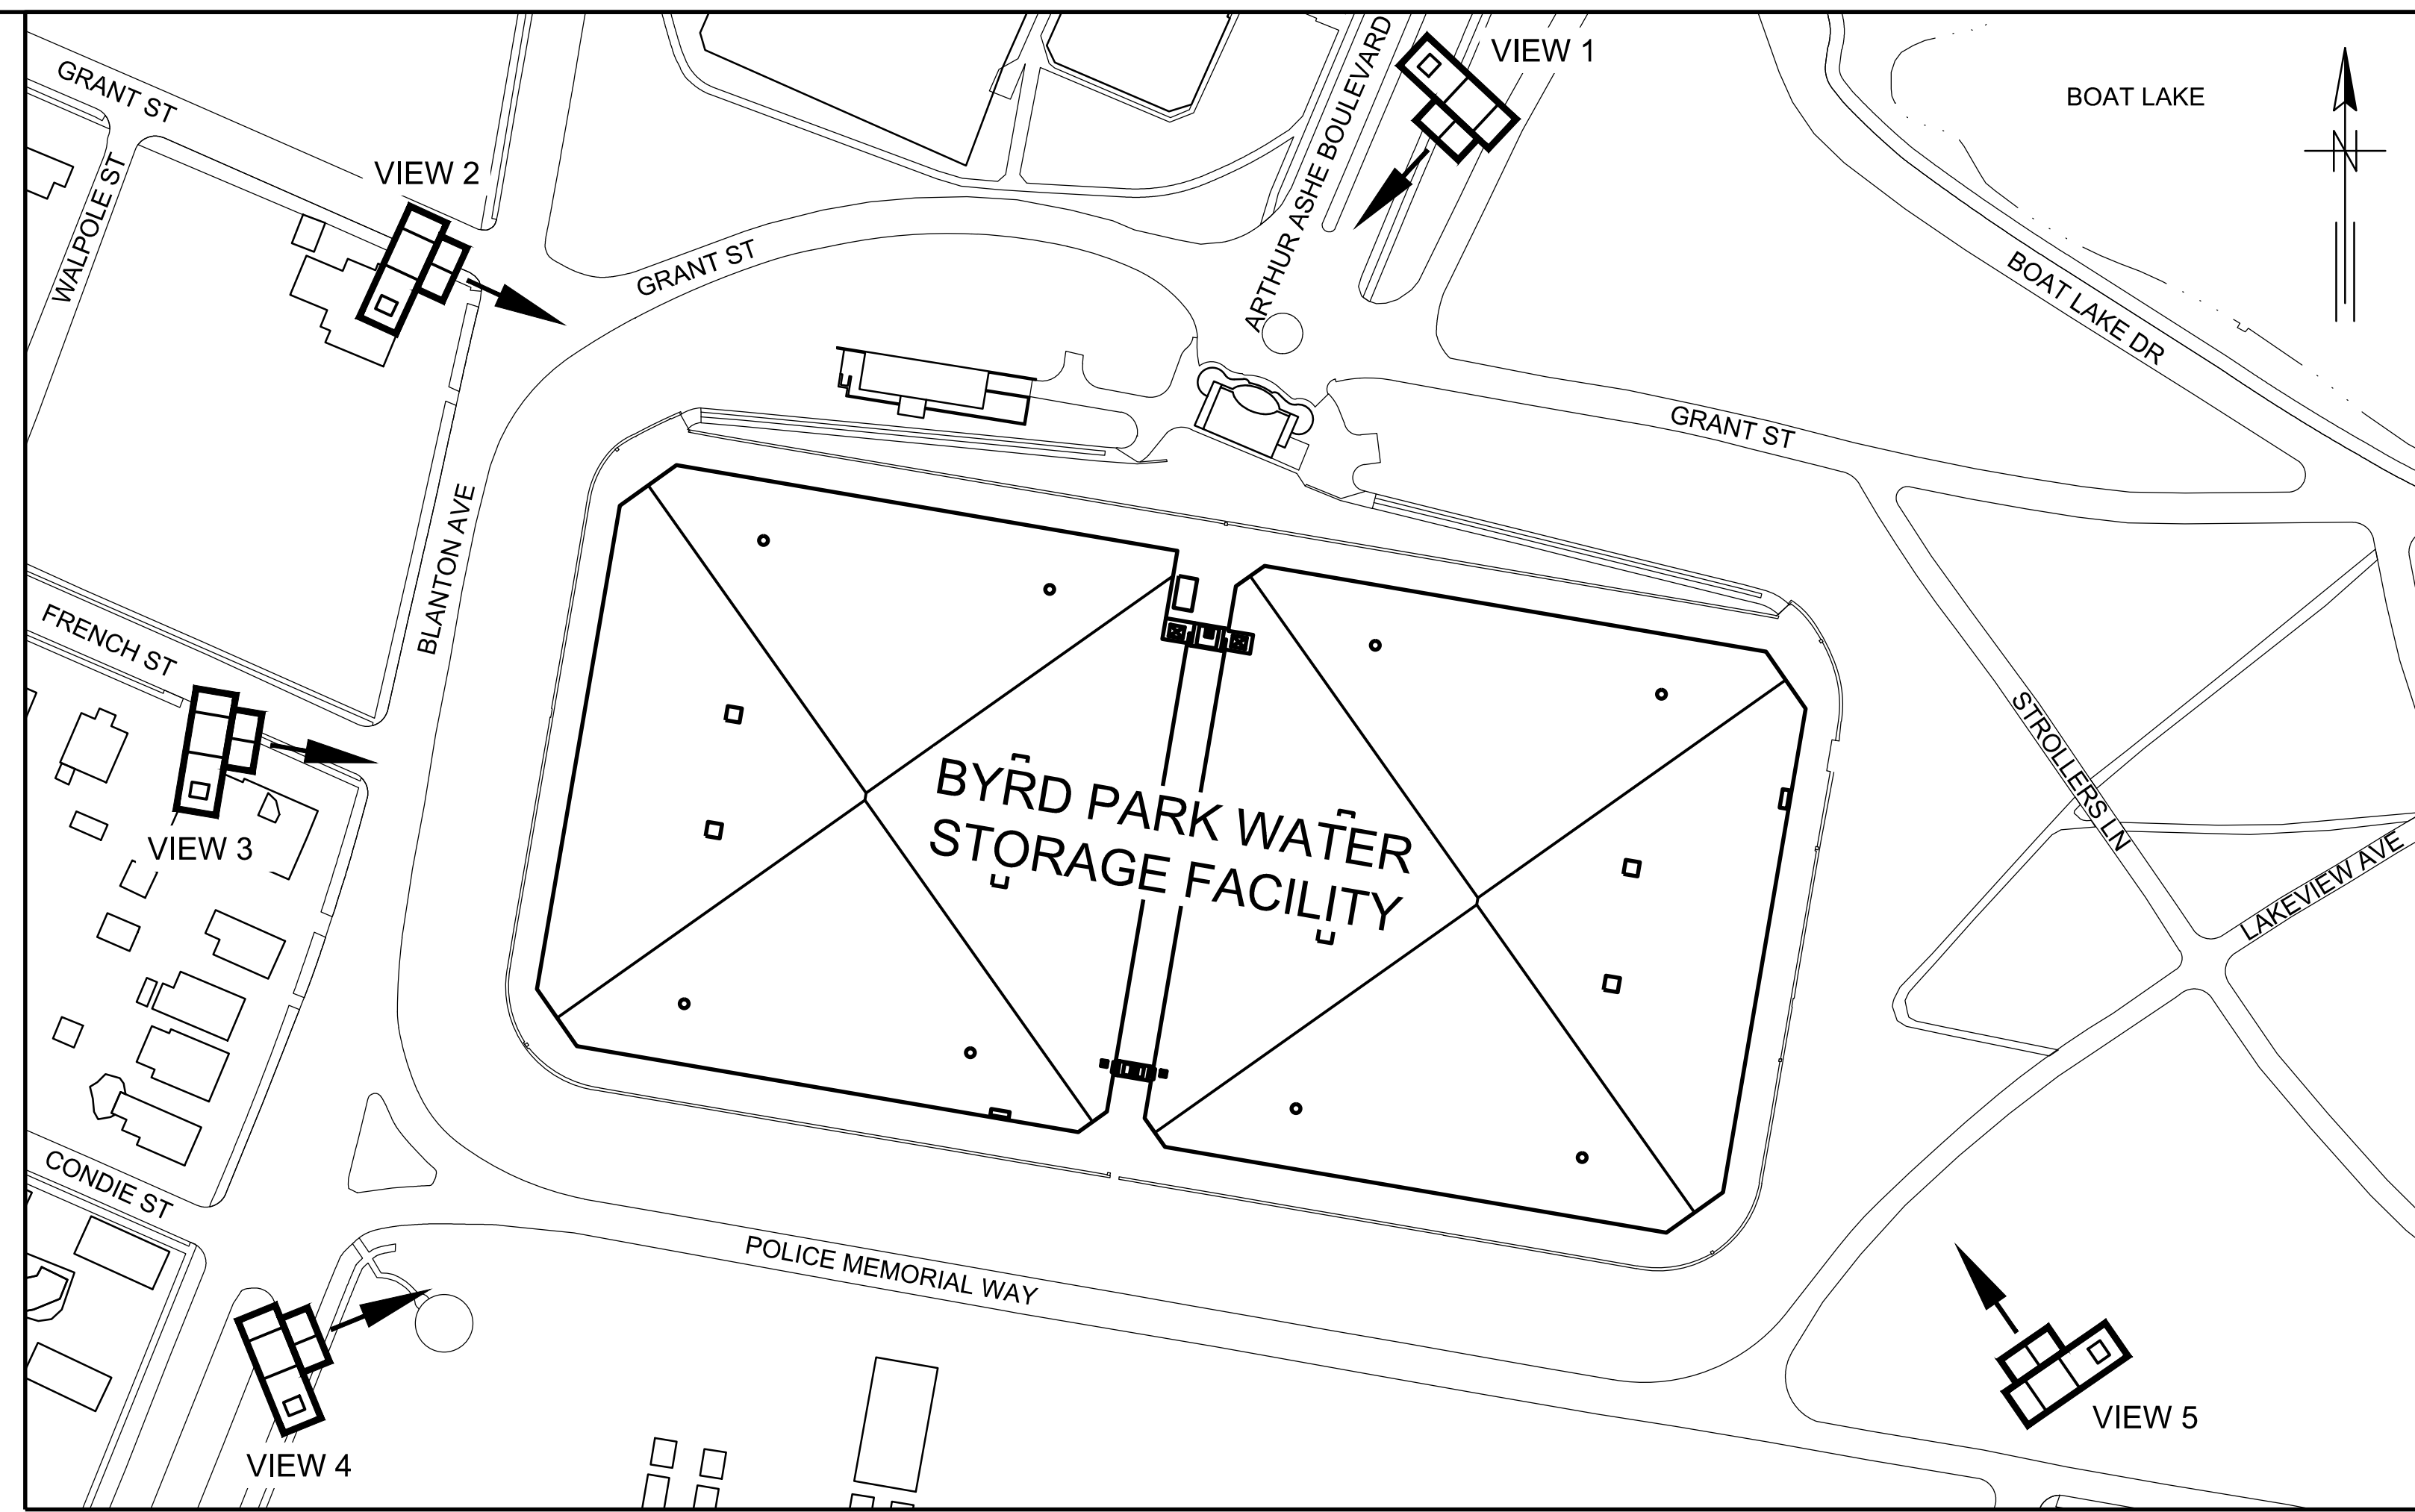 VIEW 1
BOAT LAKE
GRANT ST
VIEW 2
WALPOLE ST
ARTHUR ASHE BOULEVARD
N
GRANT ST
BOAT LAKE DR
GRANT ST
BLANTON AVE
FRENCH ST
STROLLERS LN
VIEW 3
BYRD PARK WATER
STORAGE FACILITY
LAKEVIEW AVE
CONDIE ST
POLICE MEMORIAL WAY
VIEW 4
VIEW 5